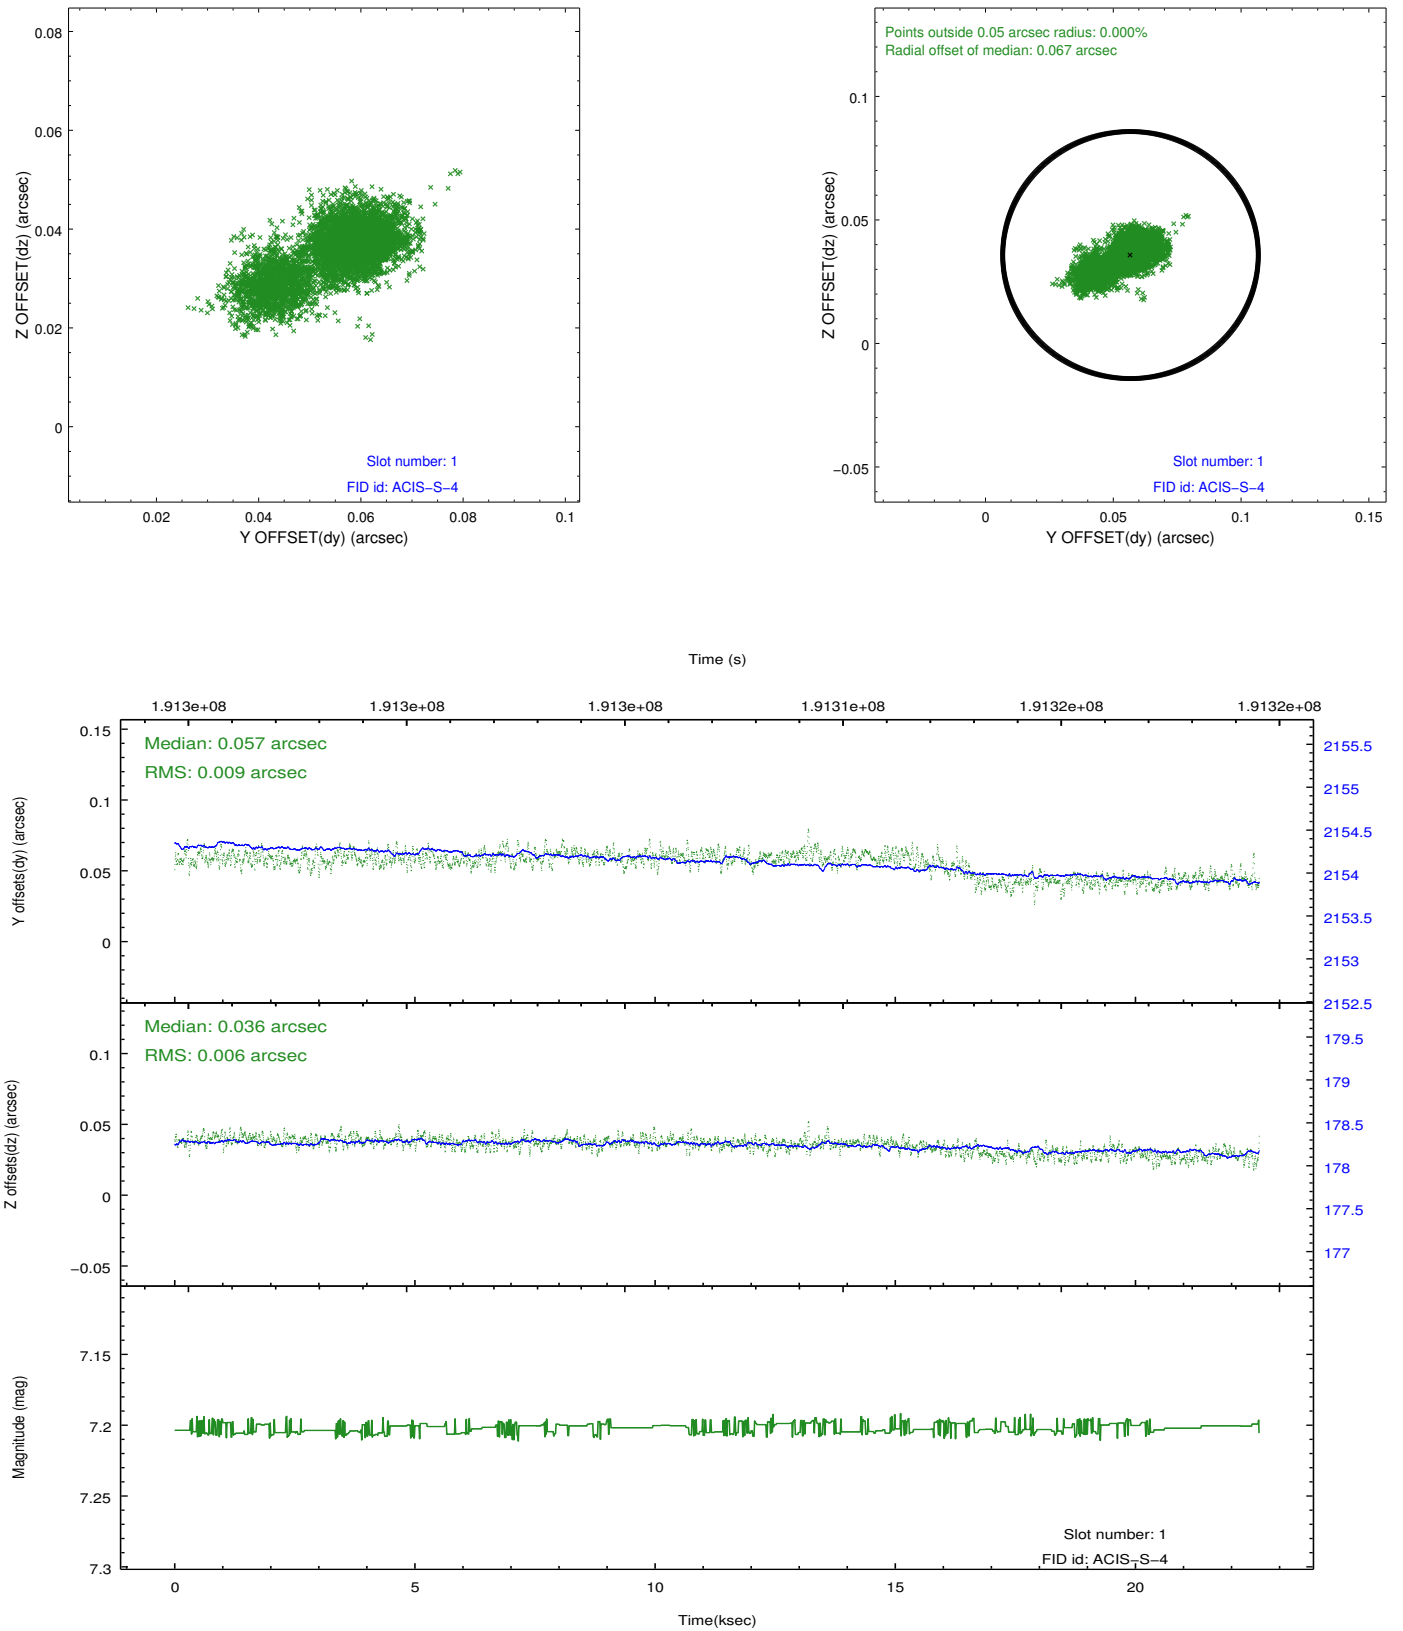 0.08
0.06
0.04
0.02
0
Z OFFSET(dz) (arcsec)
Slot number: 1
FID id: ACIS−S−4
0.02 0.04 0.06 0.08 0.1
Y OFFSET(dy) (arcsec)
Points outside 0.05 arcsec radius: 0.000%
Radial offset of median: 0.067 arcsec
0.1
0.05
0
−0.05
Z OFFSET(dz) (arcsec)
Slot number: 1
FID id: ACIS−S−4
0 0.05 0.1 0.15
Y OFFSET(dy) (arcsec)
Time (s)
1.913e+08 1.913e+08 1.913e+08 1.9131e+08 1.9132e+08 1.9132e+08
Median: 0.057 arcsec
RMS: 0.009 arcsec
0.15
0.1
0.05
0
Y offsets(dy) (arcsec)
2155.5
2155
2154.5
2154
2153.5
2153
2152.5
Median: 0.036 arcsec
RMS: 0.006 arcsec
0.1
0.05
0
−0.05
Z offsets(dz) (arcsec)
179.5
179
178.5
178
177.5
177
7.15
7.2
7.25
7.3
Magnitude (mag)
Slot number: 1
FID id: ACIS−S−4
0 5 10 15 20
Time(ksec)